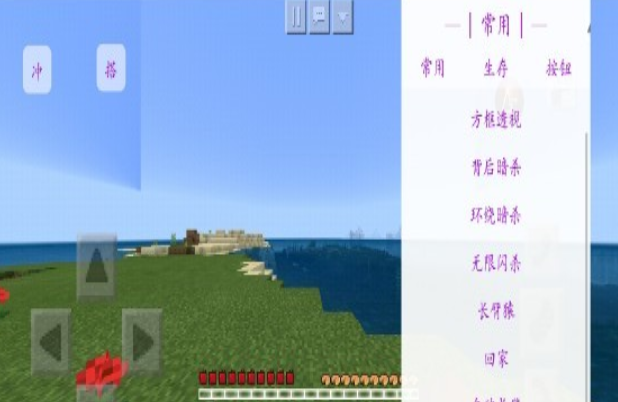 常用
常用 生存 按钮
冲 搭
方框透视
背后暗杀
环绕暗杀
无限闪杀
长臂猿
回家